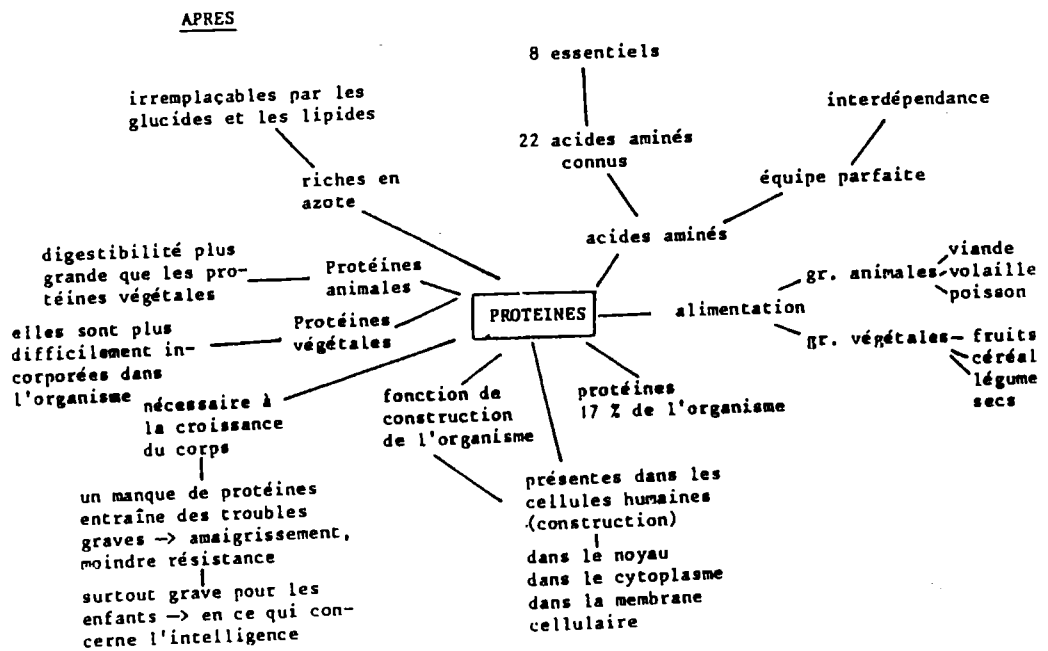 APRES
8 essentiels
irremplaçables par les
glucides et les lipides
interdépendance
22 acides aminés
connus
riches en
azote
équipe parfaite
acides aminés
digestibilité plus
grande que les pro-
téines végétales
Protéines
animales
gr. animales
viande
volaille
poisson
PROTEINES
alimentation
elles sont plus
difficilement in-
corporées dans
l'organisme
Protéines
végétales
gr. végétales
fruits
céréal
légume
secs
nécessaire à
la croissance
du corps
fonction de
construction
de l'organisme
protéines
17 % de l'organisme
un manque de protéines
entraîne des troubles
graves —> amaigrissement,
moindre résistance
présentes dans les
cellules humaines
(construction)
dans le noyau
dans le cytoplasme
dans la membrane
cellulaire
surtout grave pour les
enfants —> en ce qui con-
cerne l'intelligence